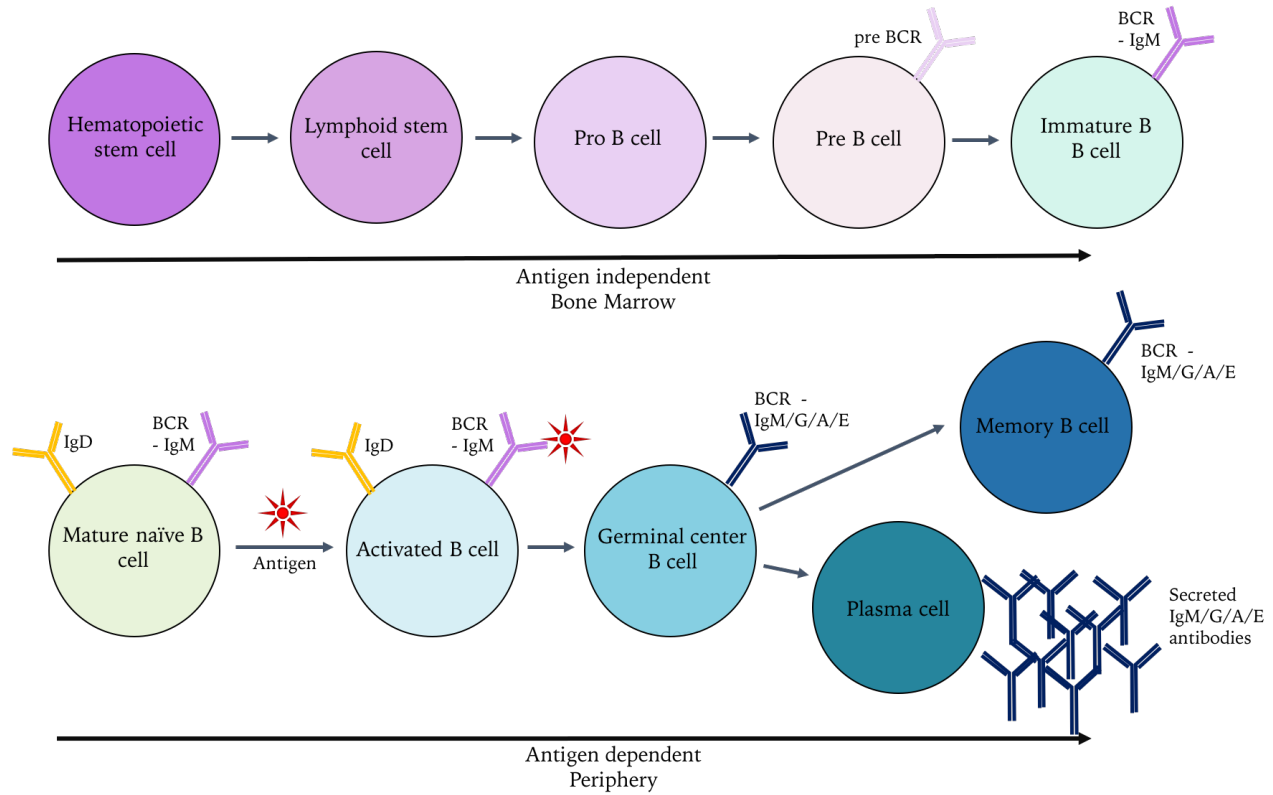 Hematopoietic
stem cell
Lymphoid stem
cell
Pro B cell
pre BCR
Pre B cell
BCR
- IgM
Immature B
B cell
Antigen independent
Bone Marrow
IgD
BCR
- IgM
Mature naïve B
cell
Antigen
IgD
BCR
- IgM
Activated B cell
BCR -
IgM/G/A/E
Germinal center
B cell
BCR -
IgM/G/A/E
Memory B cell
Plasma cell
Secreted
IgM/G/A/E
antibodies
Antigen dependent
Periphery